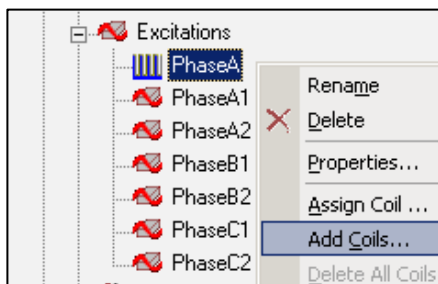 Excitations
PhaseA
PhaseA1
PhaseA2
PhaseB1
PhaseB2
PhaseC1
PhaseC2
Rename
Delete
Properties...
Assign Coil ...
Add Coils...
Delete All Coils